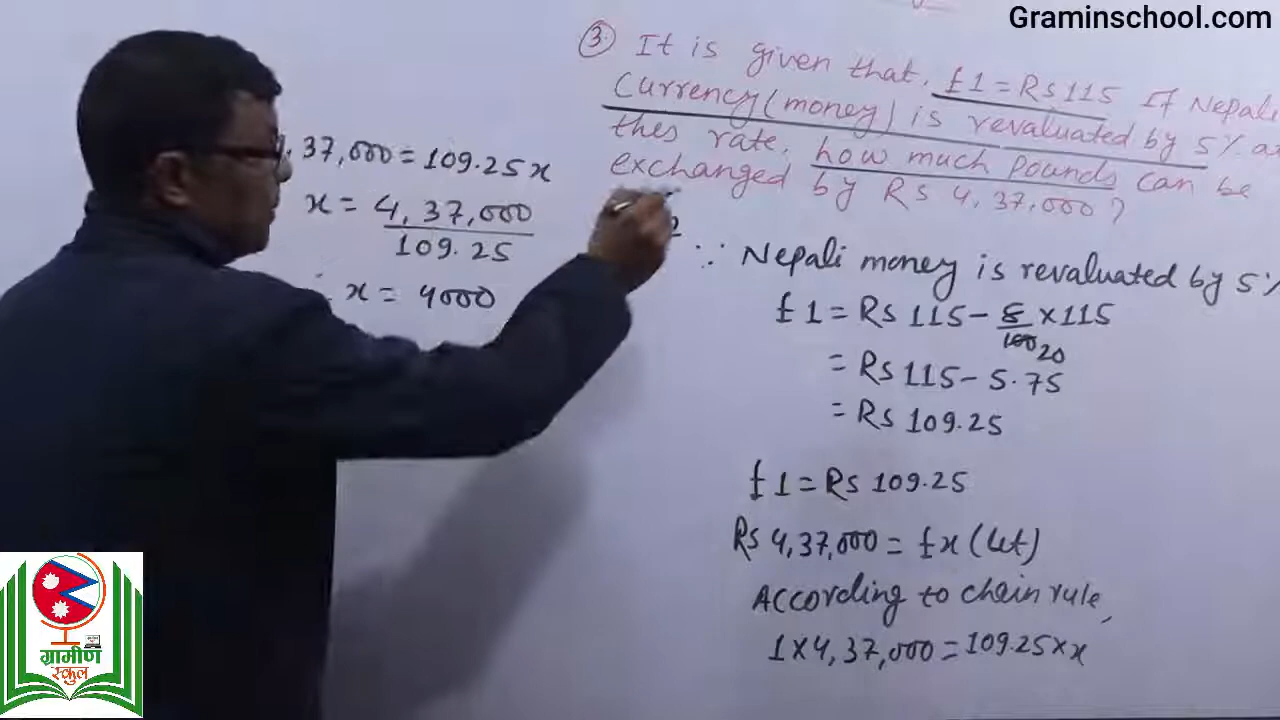 Graminschool.com
③ It is given that, £1 = Rs 115 If Nepali
Currency (money) is revaluated by 5%
thes rate, how much pounds can be
exchanged by Rs 4,37,000?
∵ Nepali money is revaluated by 5%
£1 = Rs 115 - 5/100 20 × 115
= Rs 115 - 5.75
= Rs 109.25
£1 = Rs 109.25
Rs 4,37,000 = £x (let)
According to chain rule,
1 × 4,37,000 = 109.25 × x
37,000 = 109.25x
x = 4,37,000
109.25
x = 4000
ग्रामीण
स्कुल